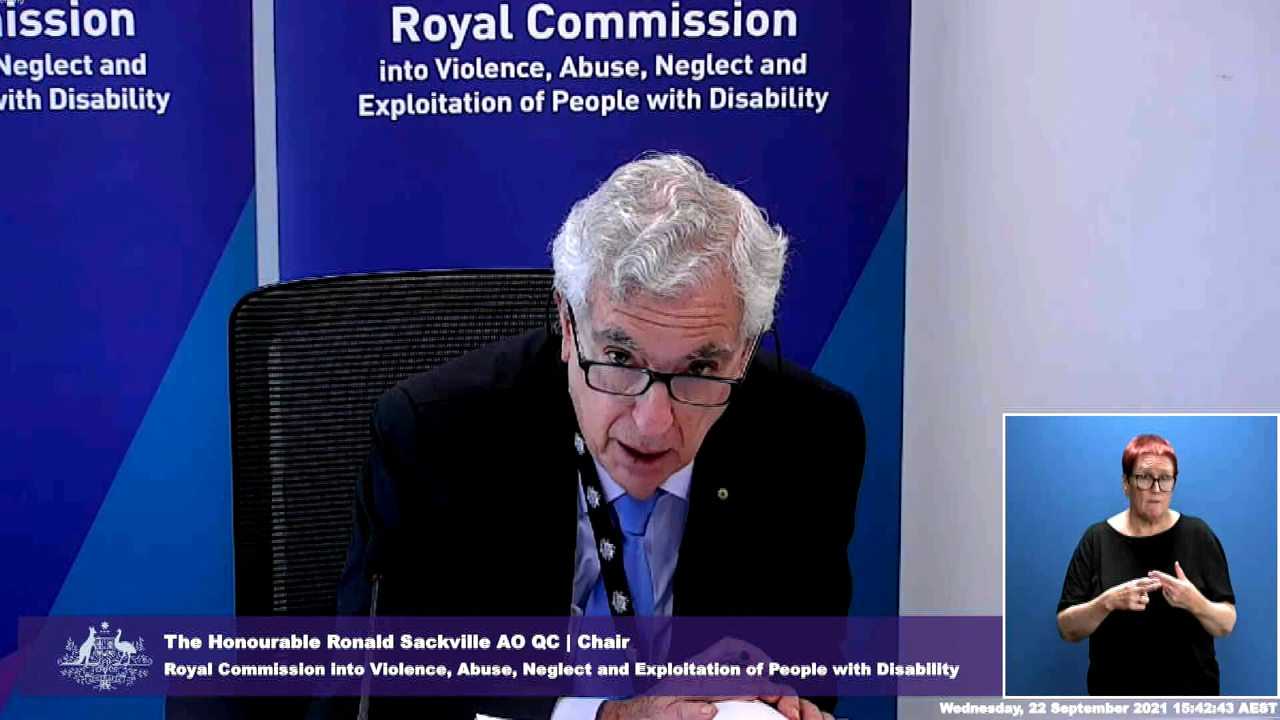 ission
Neglect and
with Disability
Royal Commission
into Violence, Abuse, Neglect and
Exploitation of People with Disability
The Honourable Ronald Sackville AO QC | Chair
Royal Commission into Violence, Abuse, Neglect and Exploitation of People with Disability
Wednesday, 22 September 2021 15:42:43 AEST